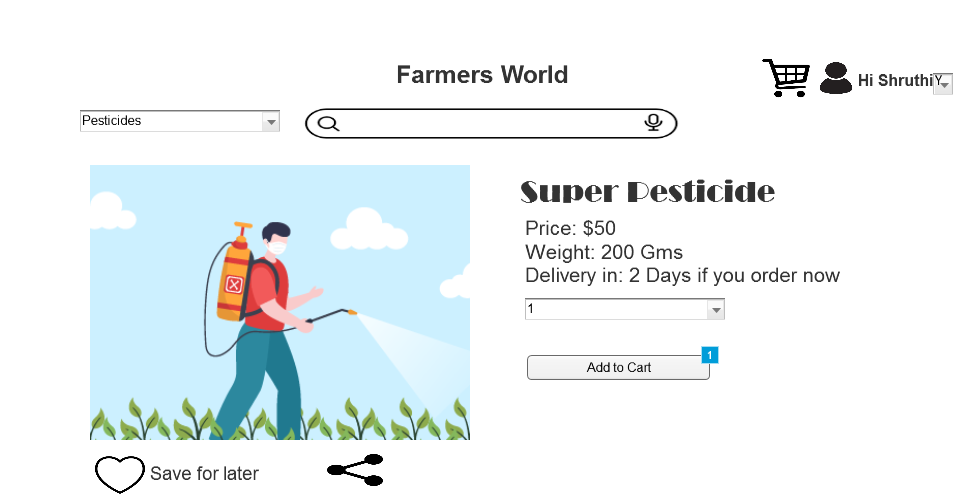 Farmers World
Hi Shruthi
Y
Pesticides
Super Pesticide
Price: $50
Weight: 200 Gms
Delivery in: 2 Days if you order now
1
1
Add to Cart
Save for later